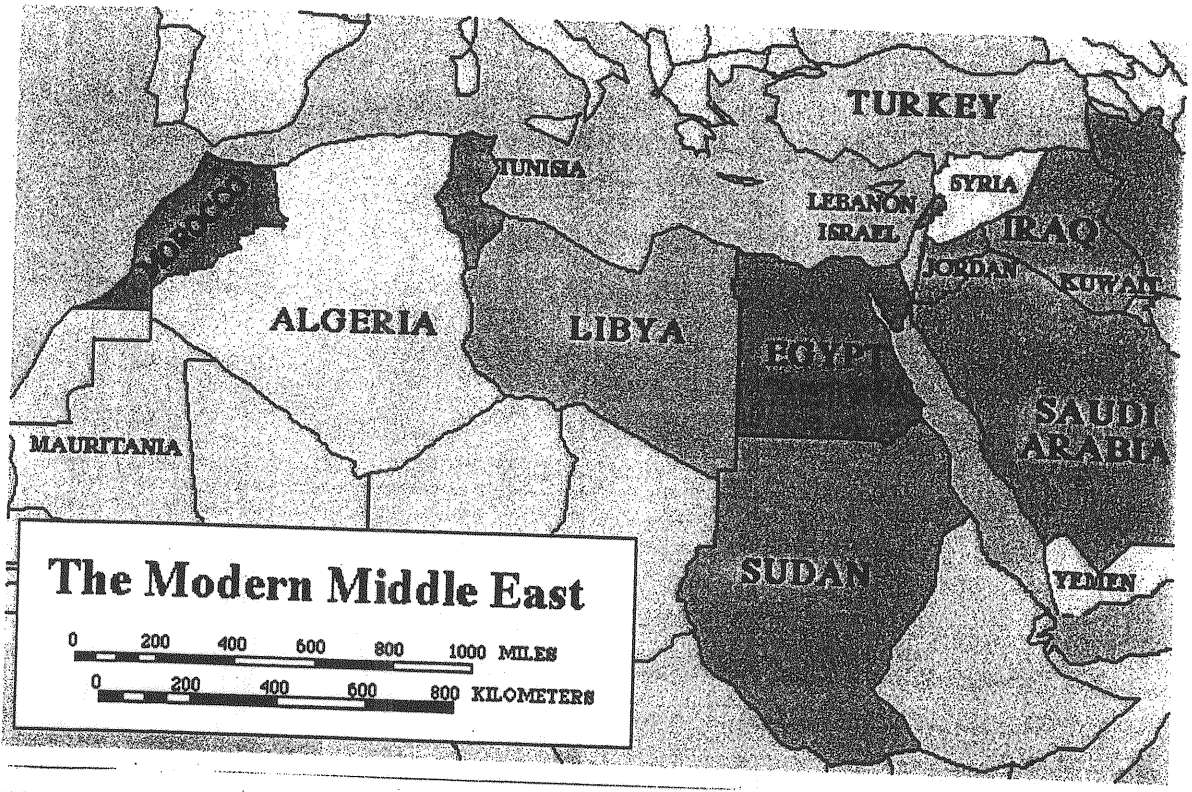 TURKEY
TUNISIA
SYRIA
MOROCCO
LEBANON
ISRAEL
IRAQ
JORDAN
KUWAIT
ALGERIA
LIBYA
EGYPT
SAUDI
ARABIA
MAURITANIA
SUDAN
YEMEN
The Modern Middle East
0 200 400 600 800 1000 MILES
0 200 400 600 800 KILOMETERS